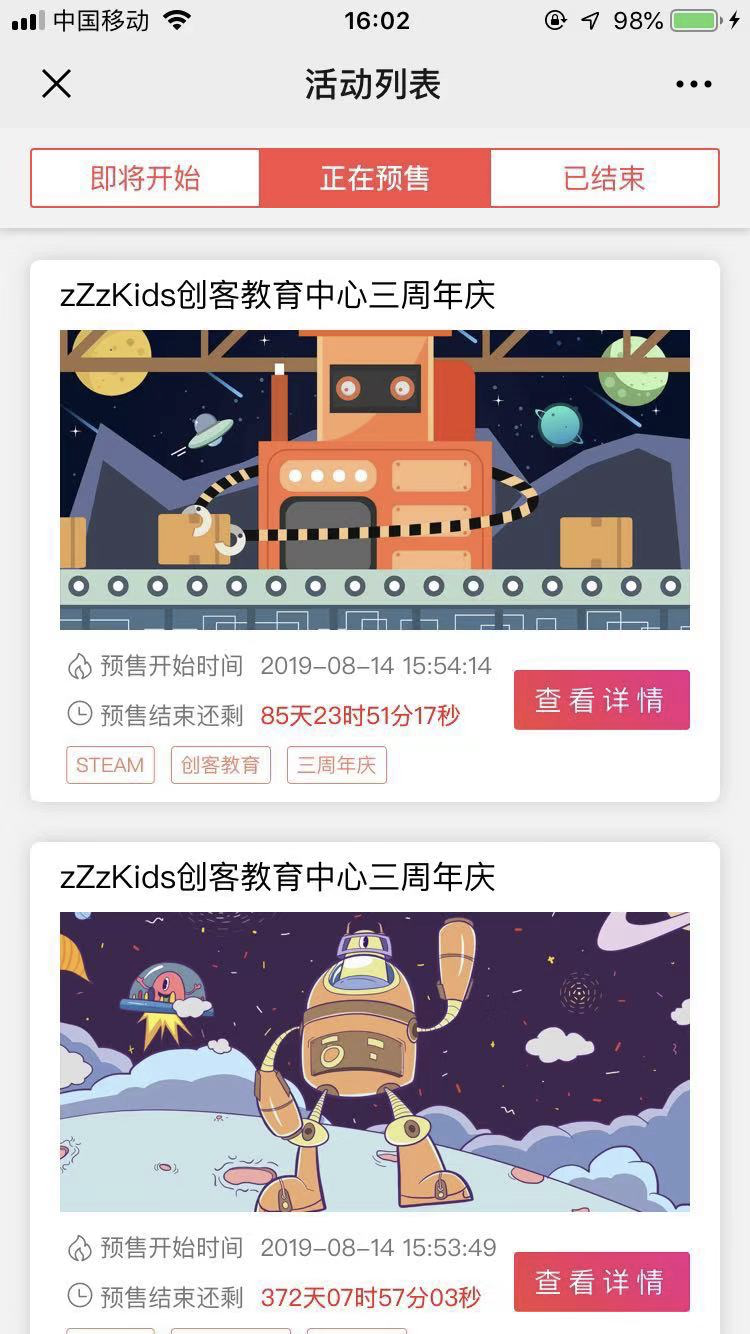 中国移动 16:02 98%
活动列表
即将开始 正在预售 已结束
zZzKids创客教育中心三周年庆
预售开始时间 2019-08-14 15:54:14
预售结束还剩 85天23时51分17秒
查看详情
STEAM 创客教育 三周年庆
zZzKids创客教育中心三周年庆
预售开始时间 2019-08-14 15:53:49
预售结束还剩 372天07时57分03秒
查看详情